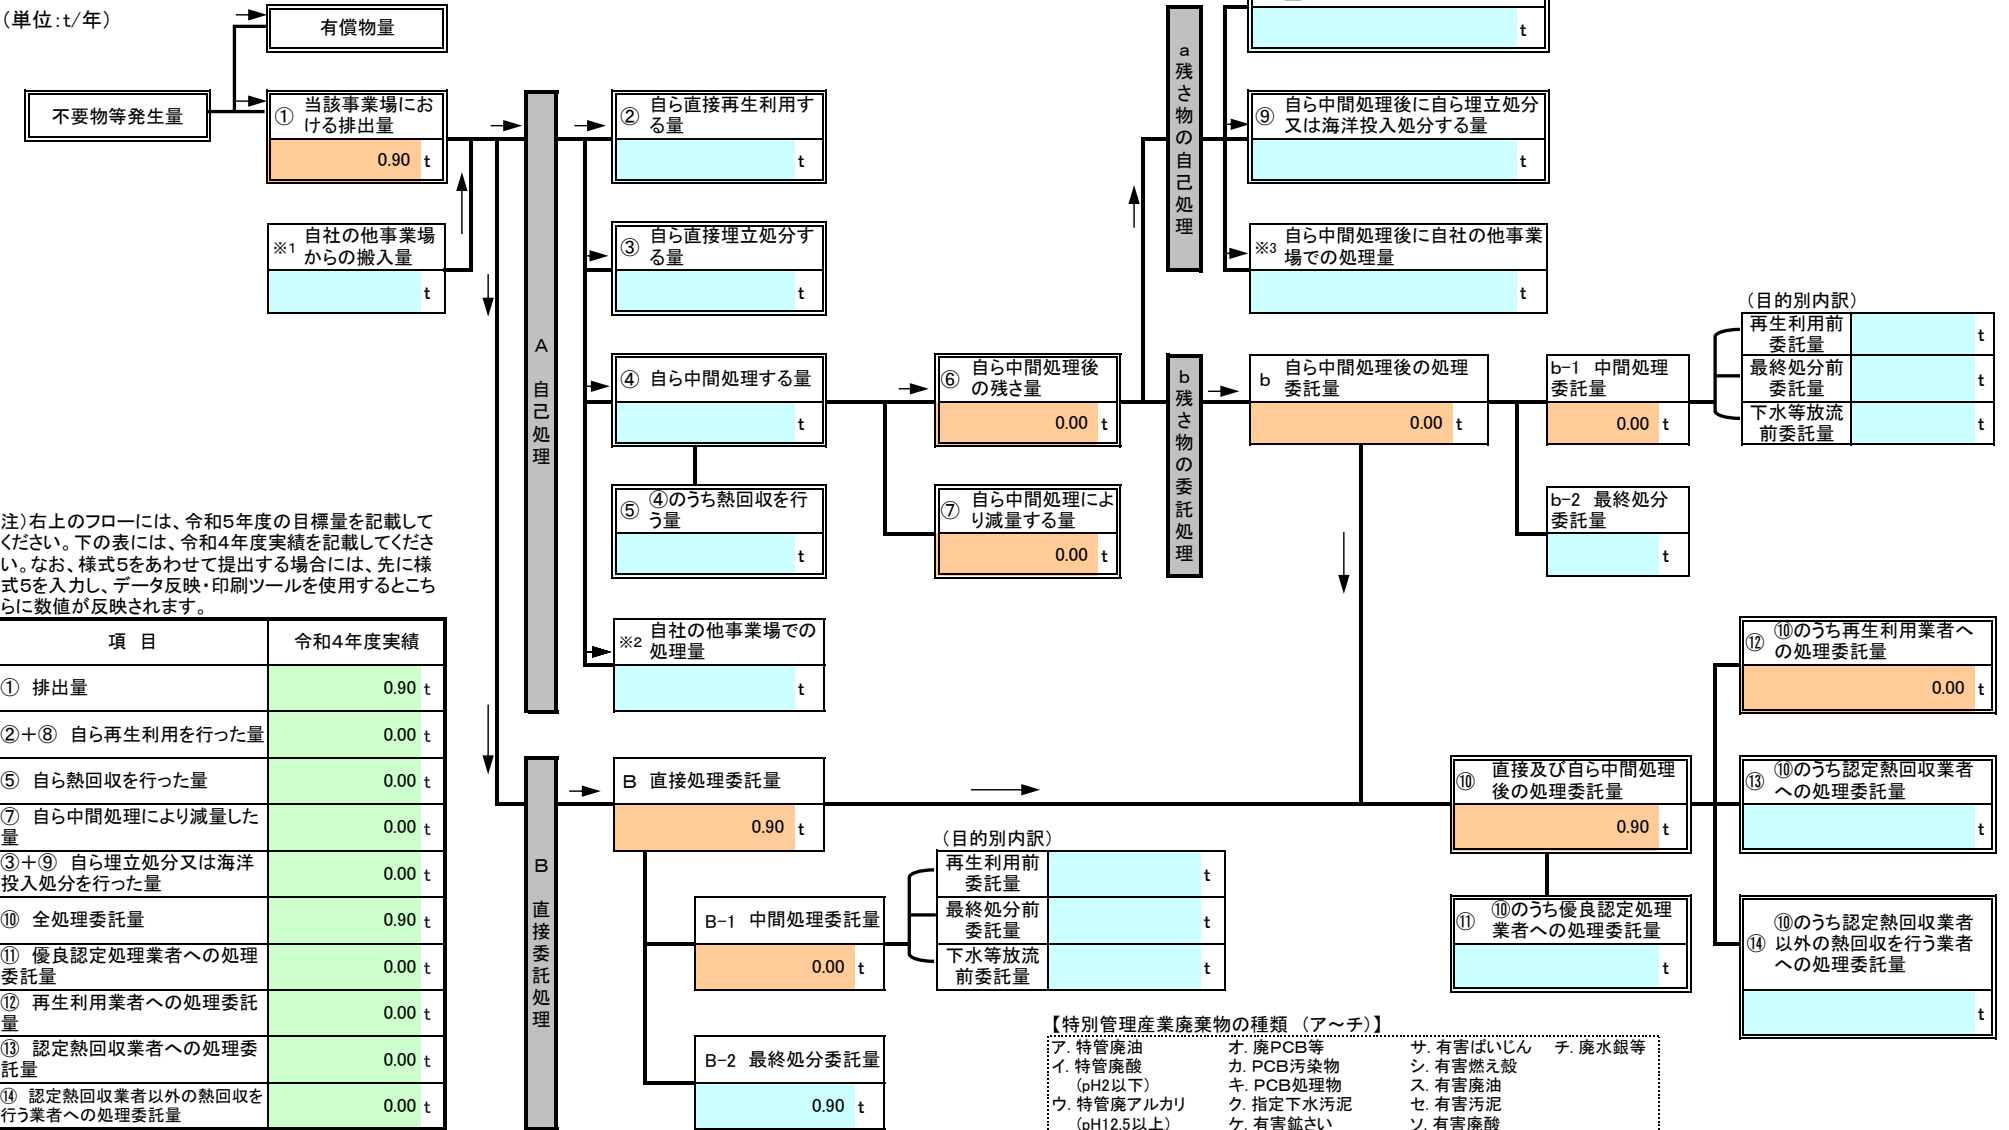 （単位：t/年）
有償物量
t
不要物等発生量
① 当該事業場にお
ける排出量
0.90 t
※1 自社の他事業場
からの搬入量
t
A 自己処理
② 自ら直接再生利用す
る量
t
③ 自ら直接埋立処分す
る量
t
④ 自ら中間処理する量
t
⑤ ④のうち熱回収を行
う量
t
※2 自社の他事業場での
処理量
t
⑥ 自ら中間処理後
の残さ量
0.00 t
⑦ 自ら中間処理によ
り減量する量
0.00 t
a 残さ物の自己処理
⑨ 自ら中間処理後に自ら埋立処分
又は海洋投入処分する量
t
※3 自ら中間処理後に自社の他事業
場での処理量
t
b 残さ物の委託処理
b 自ら中間処理後の処理
委託量
0.00 t
b-1 中間処理
委託量
0.00 t
（目的別内訳）
再生利用前
委託量
t
最終処分前
委託量
t
下水等放流
前委託量
t
b-2 最終処分
委託量
t
注）右上のフローには、令和5年度の目標量を記載して
ください。下の表には、令和4年度実績を記載してくださ
い。なお、様式5をあわせて提出する場合には、先に様
式5を入力し、データ反映・印刷ツールを使用するとこち
らに数値が反映されます。
項 目 令和4年度実績
① 排出量 0.90 t
②＋⑧ 自ら再生利用を行った量 0.00 t
⑤ 自ら熱回収を行った量 0.00 t
⑦ 自ら中間処理により減量した
量 0.00 t
③＋⑨ 自ら埋立処分又は海洋
投入処分を行った量 0.00 t
⑩ 全処理委託量 0.90 t
⑪ 優良認定処理業者への処理
委託量 0.00 t
⑫ 再生利用業者への処理委託
量 0.00 t
⑬ 認定熱回収業者への処理委
託量 0.00 t
⑭ 認定熱回収業者以外の熱回収を
行う業者への処理委託量 0.00 t
B 直接委託処理
B 直接処理委託量
0.90 t
B-1 中間処理委託量
0.00 t
（目的別内訳）
再生利用前
委託量
t
最終処分前
委託量
t
下水等放流
前委託量
t
B-2 最終処分委託量
0.90 t
⑩ 直接及び自ら中間処理
後の処理委託量
0.90 t
⑪ ⑩のうち優良認定処理
業者への処理委託量
t
⑫ ⑩のうち再生利用業者へ
の処理委託量
0.00 t
⑬ ⑩のうち認定熱回収業者
への処理委託量
t
⑭ ⑩のうち認定熱回収業者
以外の熱回収を行う業者
への処理委託量
t
【特別管理産業廃棄物の種類 （ア～チ）】
ア. 特管廃油 オ. 廃PCB等 サ. 有害ばいじん チ. 廃水銀等
イ. 特管廃酸 カ. PCB汚染物 シ. 有害燃え殻
（pH2以下） キ. PCB処理物 ス. 有害廃油
ウ. 特管廃アルカリ ク. 指定下水汚泥 セ. 有害汚泥
（pH12.5以上） ケ. 有害鉱さい ソ. 有害廃酸